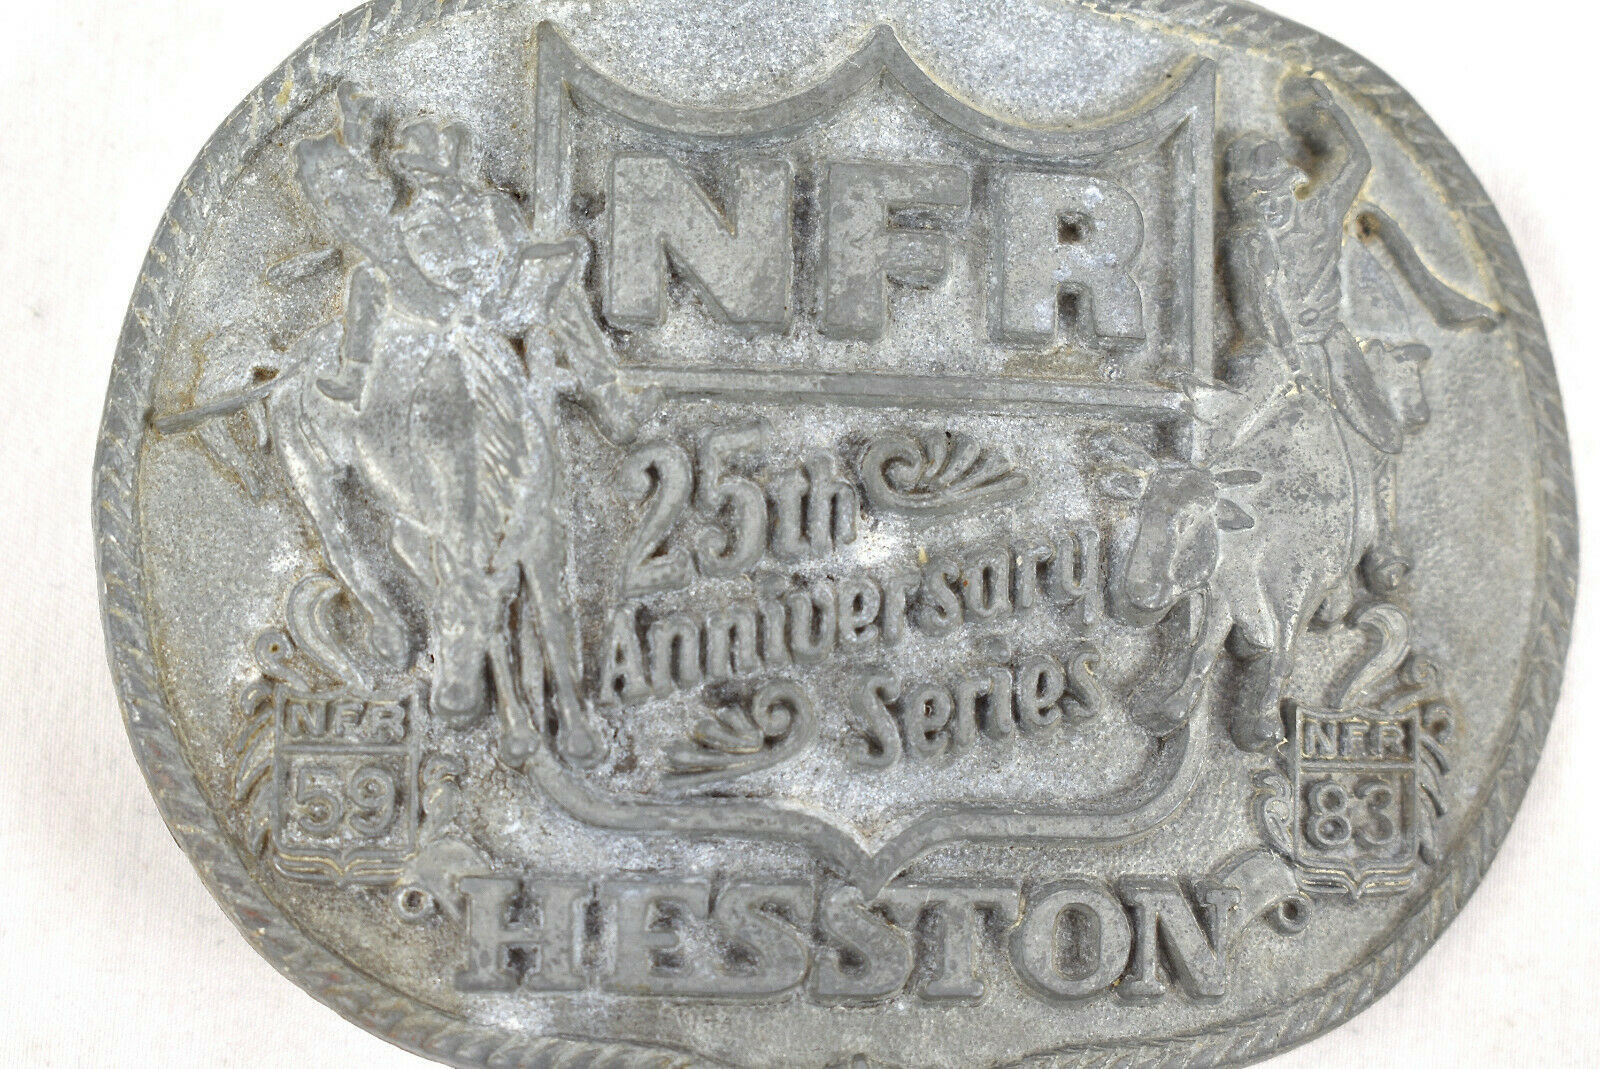 NFR
25th
Anniversary
Series
NFR
59
NFR
83
HESSTON